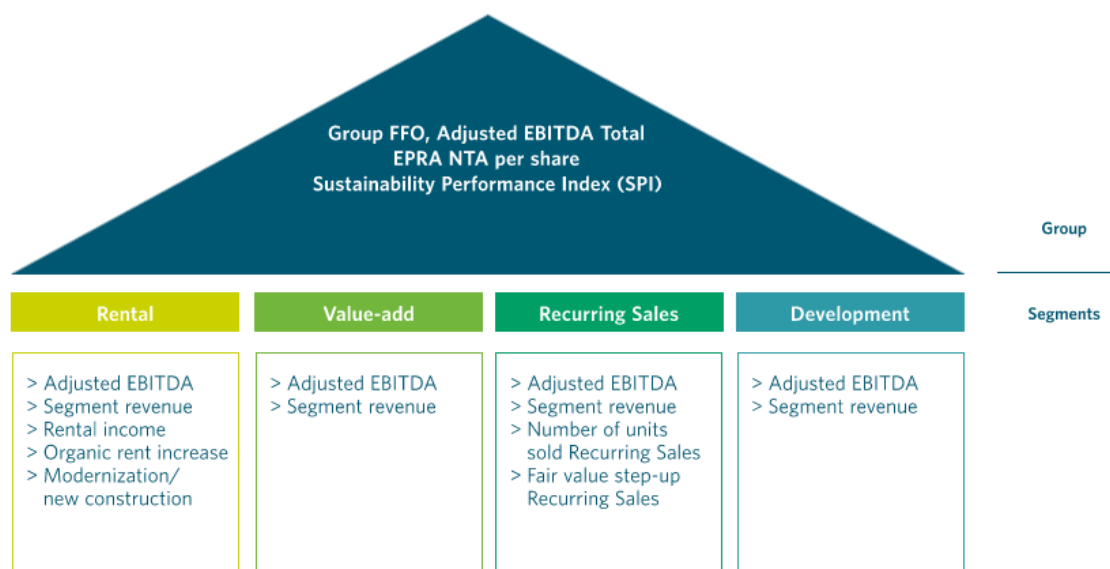 Group FFO, Adjusted EBITDA Total
EPRA NTA per share
Sustainability Performance Index (SPI)
Group
Rental
Value-add
Recurring Sales
Development
Segments
> Adjusted EBITDA
> Segment revenue
> Rental income
> Organic rent increase
> Modernization/
new construction
> Adjusted EBITDA
> Segment revenue
> Adjusted EBITDA
> Segment revenue
> Number of units
sold Recurring Sales
> Fair value step-up
Recurring Sales
> Adjusted EBITDA
> Segment revenue